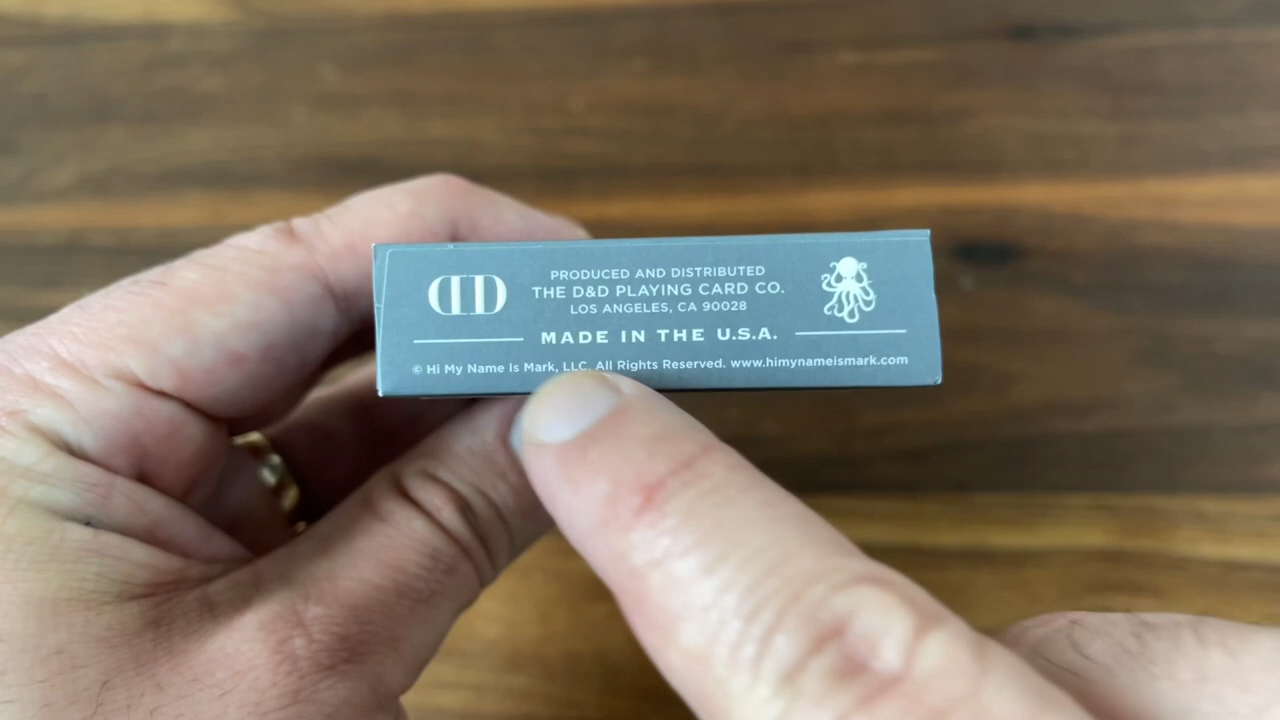 DD
PRODUCED AND DISTRIBUTED
THE D&D PLAYING CARD CO.
LOS ANGELES, CA 90028
MADE IN THE U.S.A.
© Hi My Name Is Mark, LLC. All Rights Reserved. www.himynameismark.com